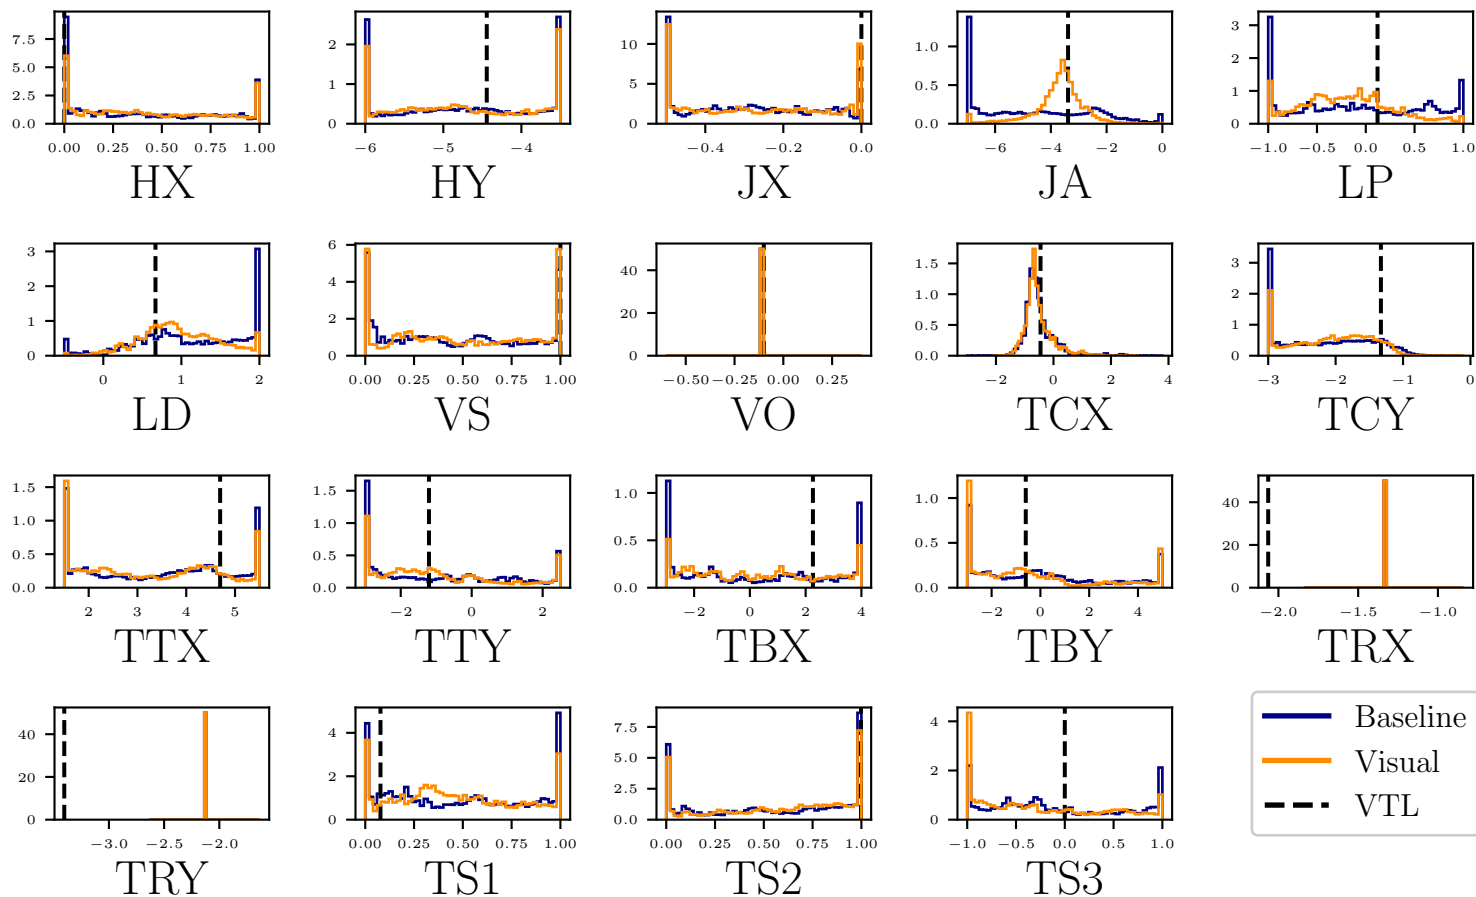 7.5
5.0
2.5
0.0
0.00 0.25 0.50 0.75 1.00
HX
2
1
0
−6 −5 −4
HY
10
5
0
−0.4 −0.2 0.0
JX
1.0
0.5
0.0
−6 −4 −2 0
JA
3
2
1
0
−1.0 −0.5 0.0 0.5 1.0
LP
3
2
1
0
0 1 2
LD
6
4
2
0
0.00 0.25 0.50 0.75 1.00
VS
40
20
0
−0.50 −0.25 0.00 0.25
VO
1.5
1.0
0.5
0.0
−2 0 2 4
TCX
3
2
1
0
−3 −2 −1 0
TCY
1.5
1.0
0.5
0.0
2 3 4 5
TTX
1.5
1.0
0.5
0.0
−2 0 2
TTY
1.0
0.5
0.0
−2 0 2 4
TBX
1.0
0.5
0.0
−2 0 2 4
TBY
40
20
0
−2.0 −1.5 −1.0
TRX
40
20
0
−3.0 −2.5 −2.0
TRY
4
2
0
0.00 0.25 0.50 0.75 1.00
TS1
7.5
5.0
2.5
0.0
0.00 0.25 0.50 0.75 1.00
TS2
4
2
0
−1.0 −0.5 0.0 0.5 1.0
TS3
Baseline
Visual
VTL